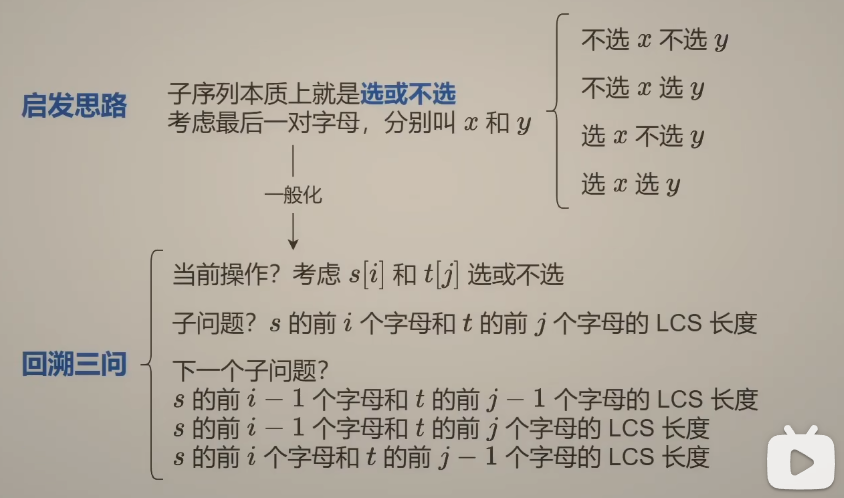 启发思路
子序列本质上就是选或不选
考虑最后一对字母，分别叫 x 和 y
不选 x 不选 y
不选 x 选 y
选 x 不选 y
选 x 选 y
一般化
回溯三问
当前操作？考虑 s[i] 和 t[j] 选或不选
子问题？s 的前 i 个字母和 t 的前 j 个字母的 LCS 长度
下一个子问题？
s 的前 i − 1 个字母和 t 的前 j − 1 个字母的 LCS 长度
s 的前 i − 1 个字母和 t 的前 j 个字母的 LCS 长度
s 的前 i 个字母和 t 的前 j − 1 个字母的 LCS 长度